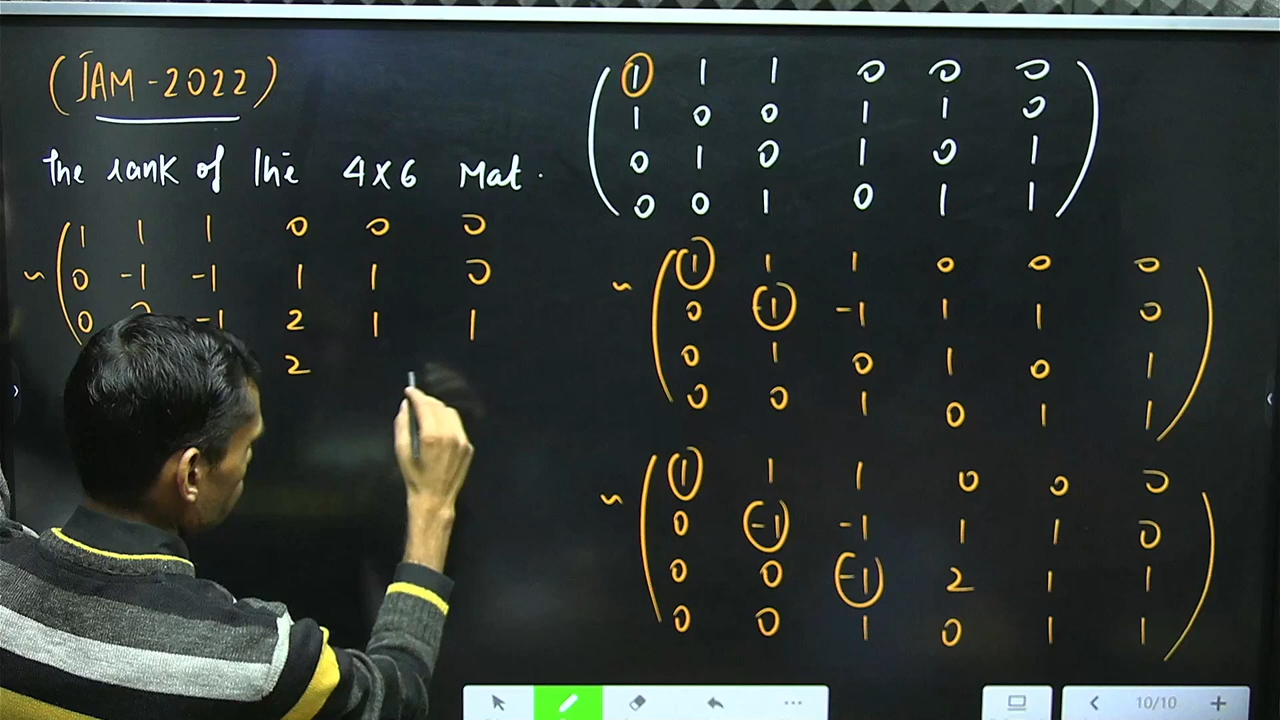 (JAM-2022)
The rank of the 4x6 Mat.
( 1 1 1 0 0 0
1 0 0 1 1 0
0 1 0 1 0 1
0 0 1 0 1 1 )
~ ( 1 1 1 0 0 0
0 -1 -1 1 1 0
0 -1 2 1 1
2
~ ( 1 1 1 0 0 0
0 -1 -1 1 1 0
0 1 0 1 0 1
0 0 1 0 1 1 )
~ ( 1 1 1 0 0 0
0 -1 -1 1 1 0
0 0 -1 2 1 1
0 0 1 0 1 1 )
10/10